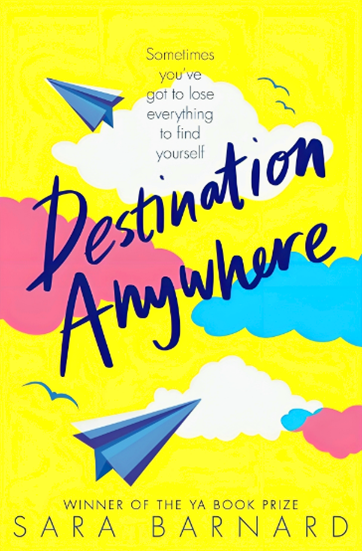 Sometimes
you've
got to lose
everything
to find
yourself
Destination
Anywhere
WINNER OF THE YA BOOK PRIZE
SARA BARNARD